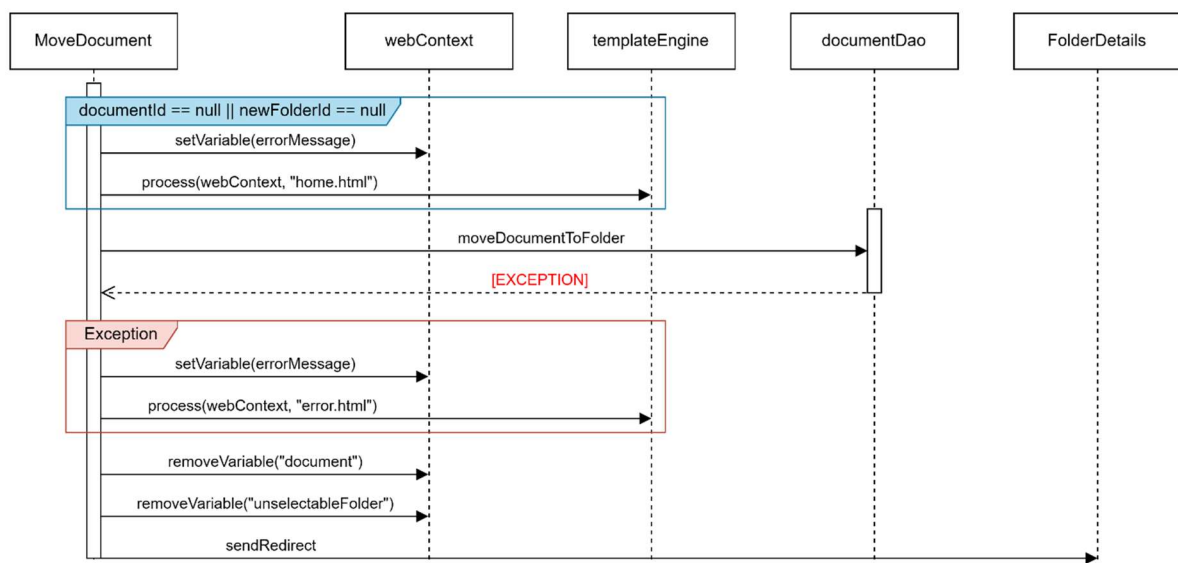 MoveDocument
webContext
templateEngine
documentDao
FolderDetails
documentId == null || newFolderId == null
setVariable(errorMessage)
process(webContext, "home.html")
moveDocumentToFolder
[EXCEPTION]
Exception
setVariable(errorMessage)
process(webContext, "error.html")
removeVariable("document")
removeVariable("unselectableFolder")
sendRedirect